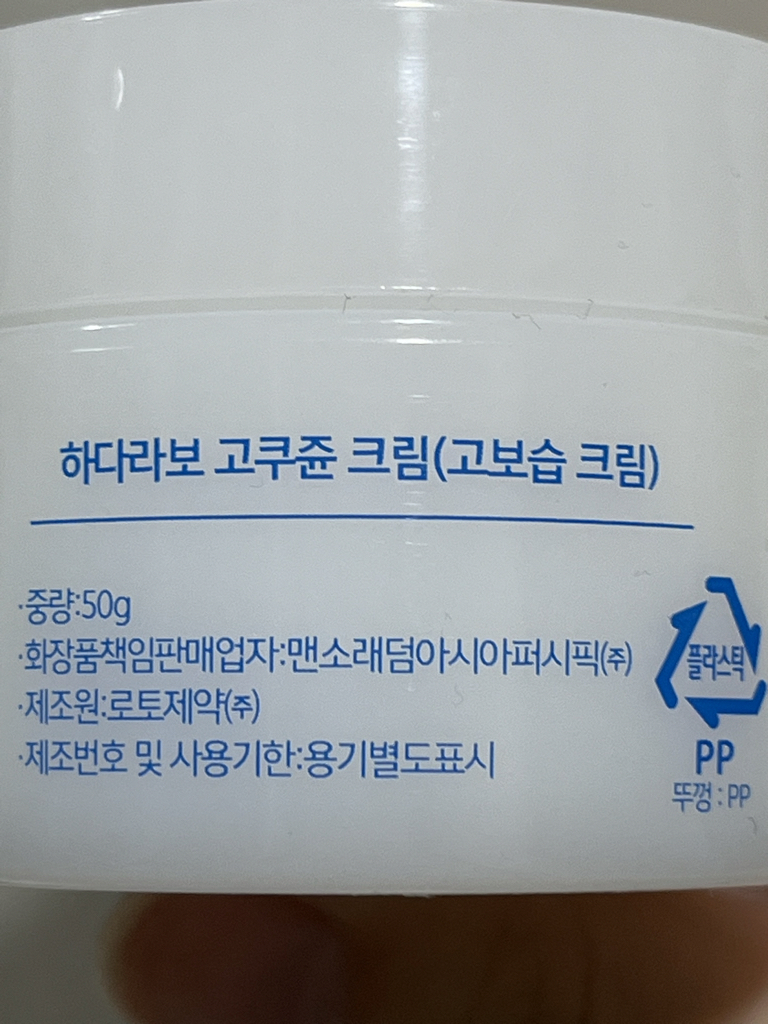 하다라보 고쿠쥰 크림(고보습 크림)
·중량:50g
·화장품책임판매업자:맨소래덤아시아퍼시픽(주)
·제조원:로토제약(주)
·제조번호 및 사용기한:용기별도표시
플라스틱
PP
뚜껑 : PP